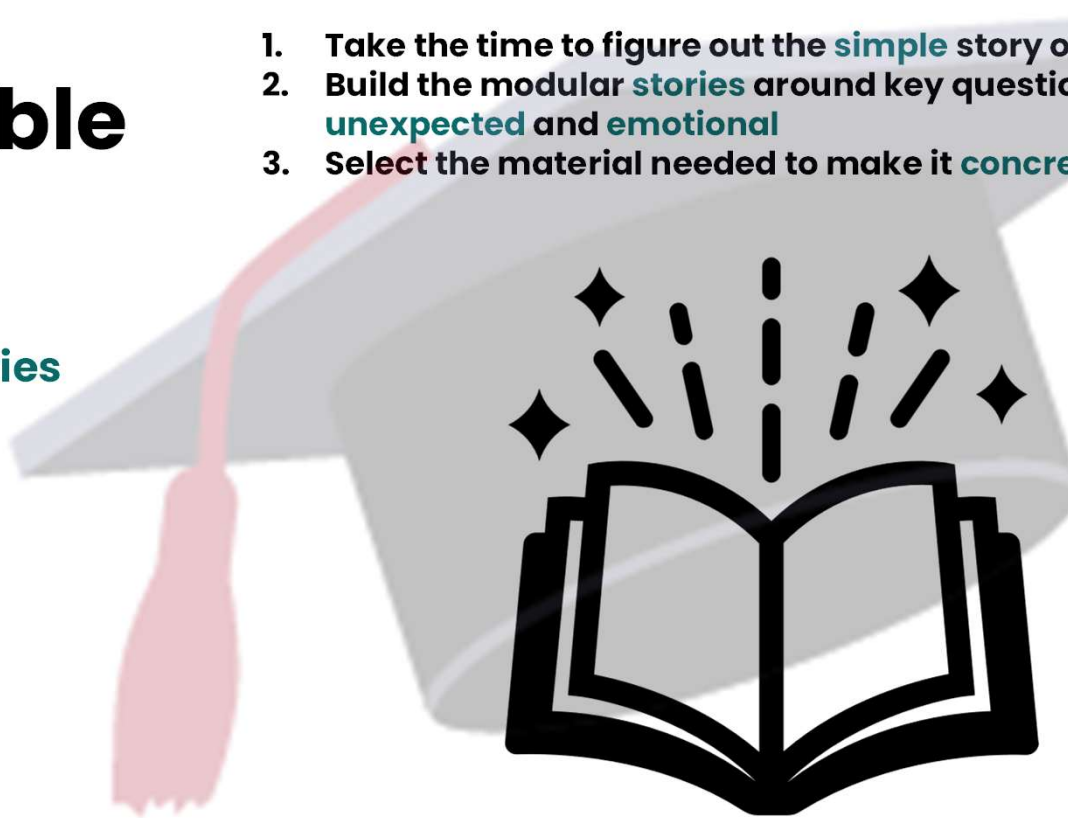 ble
ies
1. Take the time to figure out the simple story o
2. Build the modular stories around key questio
unexpected and emotional
3. Select the material needed to make it concre